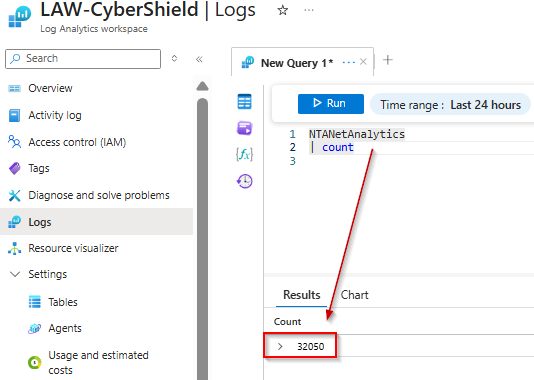 LAW-CyberShield | Logs
Log Analytics workspace
Search
Overview
Activity log
Access control (IAM)
Tags
Diagnose and solve problems
Logs
Resource visualizer
Settings
Tables
Agents
Usage and estimated
costs
New Query 1*
Run
Time range : Last 24 hours
1 NTANetAnalytics
2 | count
3
Results Chart
Count
32050